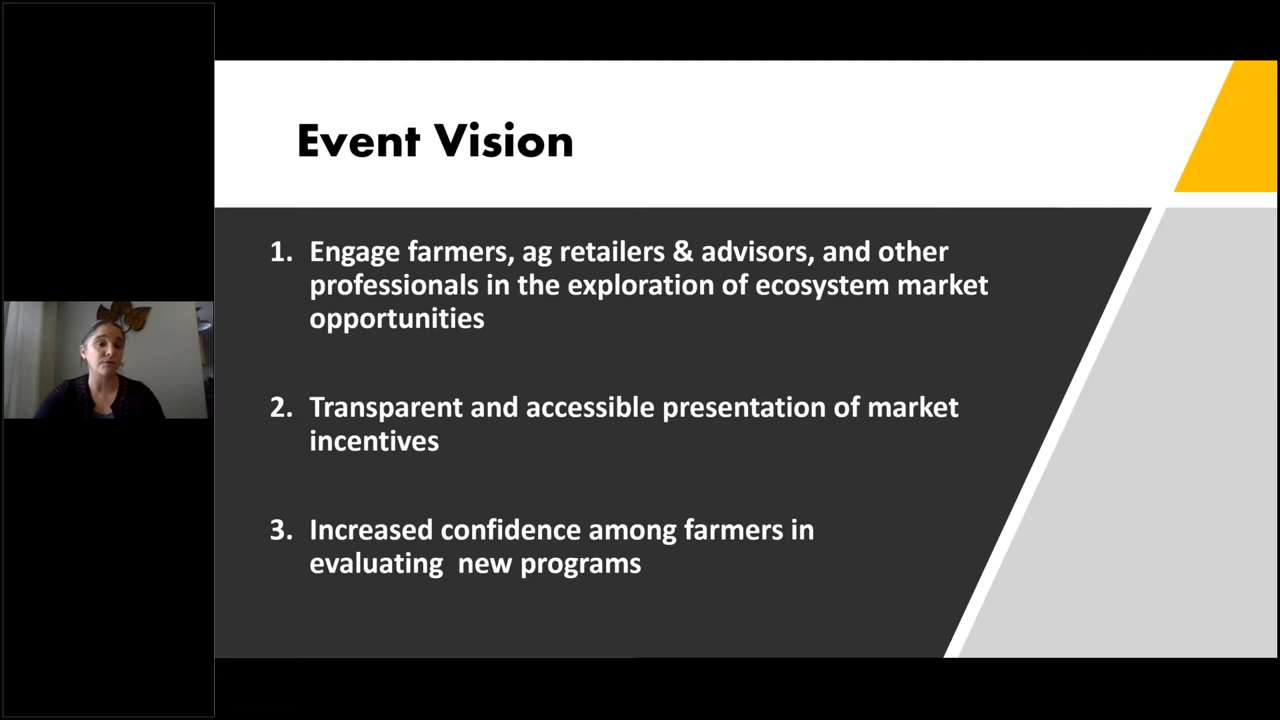 Event Vision
1. Engage farmers, ag retailers & advisors, and other
professionals in the exploration of ecosystem market
opportunities
2. Transparent and accessible presentation of market
incentives
3. Increased confidence among farmers in
evaluating  new programs